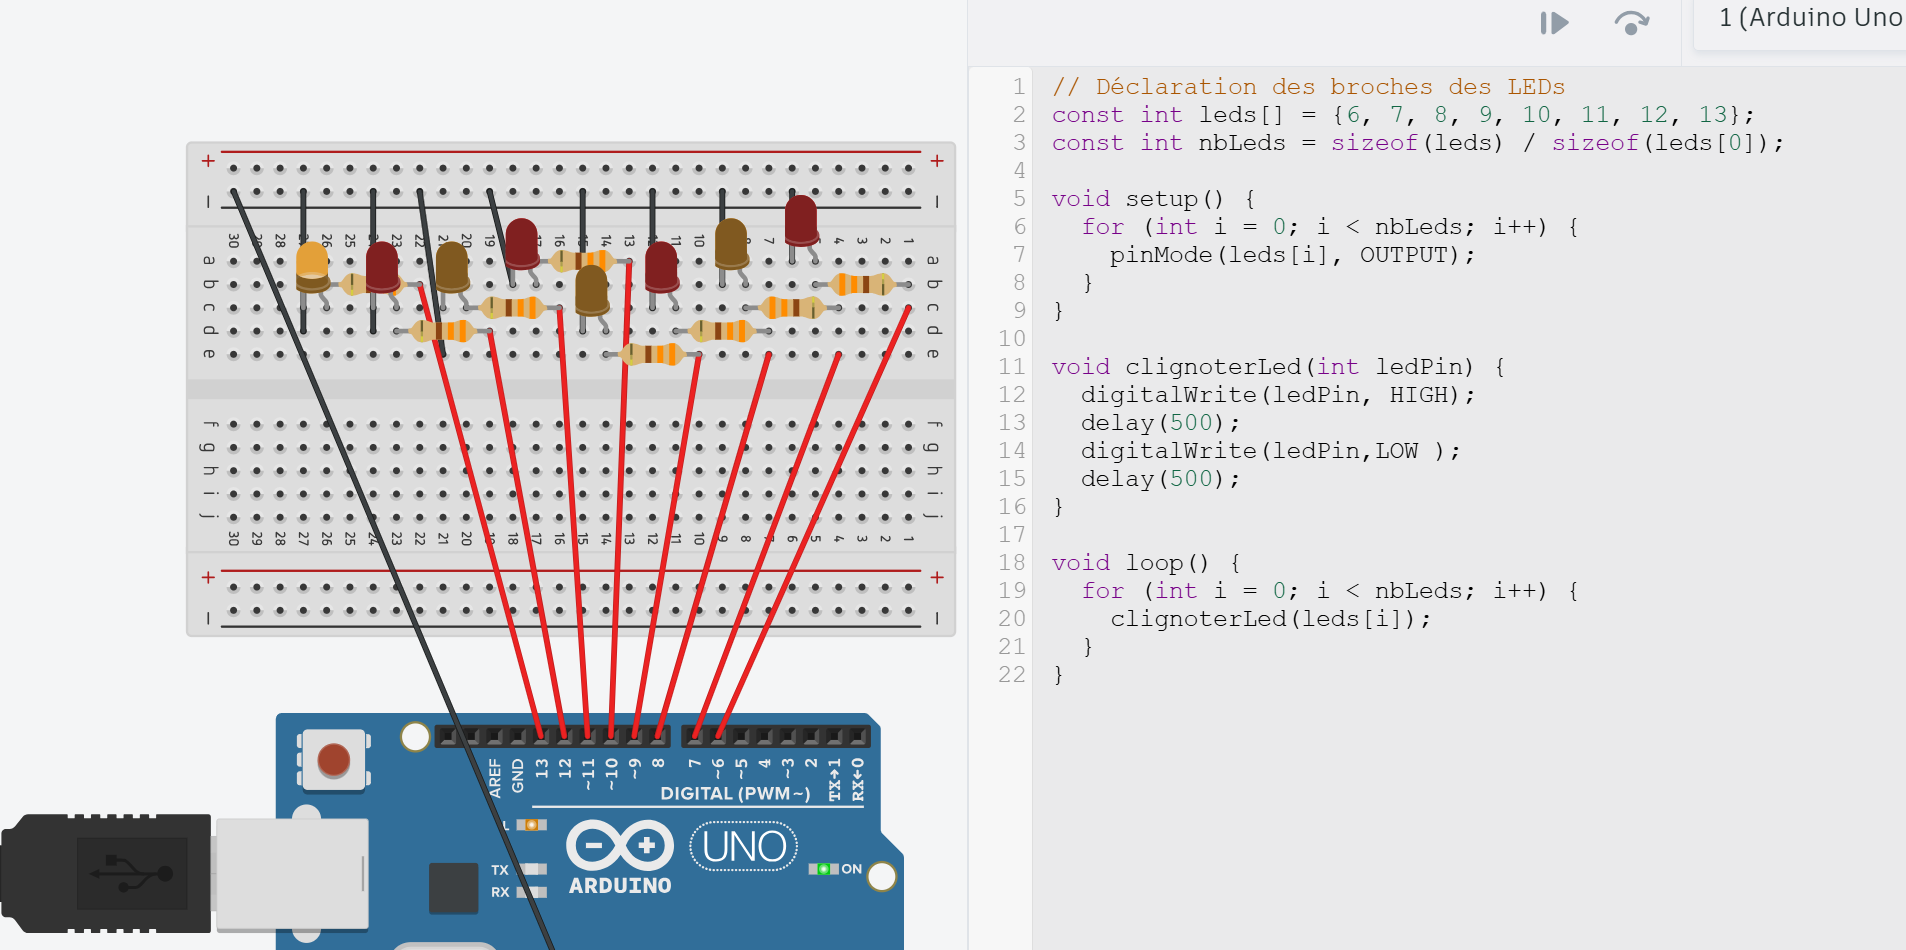 1 (Arduino Uno
1 // Déclaration des broches des LEDs
2 const int leds[] = {6, 7, 8, 9, 10, 11, 12, 13};
3 const int nbLeds = sizeof(leds) / sizeof(leds[0]);
4
5 void setup() {
6   for (int i = 0; i < nbLeds; i++) {
7     pinMode(leds[i], OUTPUT);
8   }
9 }
10
11 void clignoterLed(int ledPin) {
12   digitalWrite(ledPin, HIGH);
13   delay(500);
14   digitalWrite(ledPin,LOW );
15   delay(500);
16 }
17
18 void loop() {
19   for (int i = 0; i < nbLeds; i++) {
20     clignoterLed(leds[i]);
21   }
22 }
+ +
− −
a a
b b
c c
d d
e e
f f
g g
h h
i i
j j
30 29 28 27 26 25 24 23 22 21 20 19 18 17 16 15 14 13 12 11 10 9 8 7 6 5 4 3 2 1
+ +
− −
AREF GND 13 12 ~11 ~10 ~9 8 7 ~6 ~5 4 ~3 2 TX→1 RX←0
DIGITAL (PWM~)
L
UNO
TX
RX
ARDUINO
ON